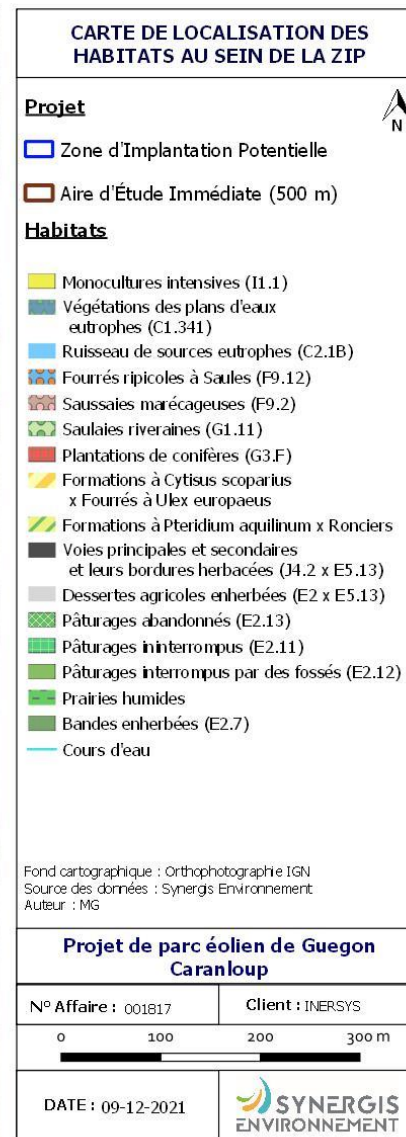 CARTE DE LOCALISATION DES
HABITATS AU SEIN DE LA ZIP
Projet
N
Zone d'Implantation Potentielle
Aire d'Étude Immédiate (500 m)
Habitats
Monocultures intensives (I1.1)
Végétations des plans d'eaux
eutrophes (C1.341)
Ruisseau de sources eutrophes (C2.1B)
Fourrés ripicoles à Saules (F9.12)
Saussaies marécageuses (F9.2)
Saulaies riveraines (G1.11)
Plantations de conifères (G3.F)
Formations à Cytisus scoparius
x Fourrés à Ulex europaeus
Formations à Pteridium aquilinum x Ronciers
Voies principales et secondaires
et leurs bordures herbacées (J4.2 x E5.13)
Dessertes agricoles enherbées (E2 x E5.13)
Pâturages abandonnés (E2.13)
Pâturages ininterrompus (E2.11)
Pâturages interrompus par des fossés (E2.12)
Prairies humides
Bandes enherbées (E2.7)
Cours d'eau
Fond cartographique : Orthophotographie IGN
Source des données : Synergis Environnement
Auteur : MG
Projet de parc éolien de Guegon
Caranloup
N° Affaire : 001817
Client : INERSYS
0 100 200 300 m
DATE : 09-12-2021
SYNERGIS
ENVIRONNEMENT